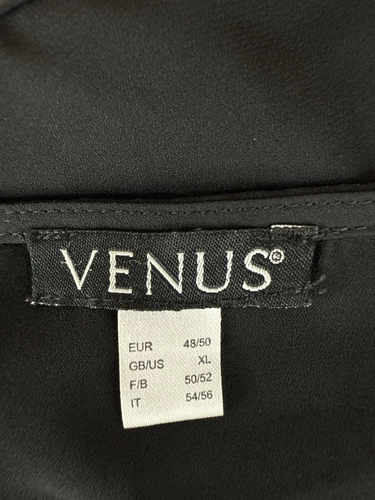 VENUS®
EUR 48/50
GB/US XL
F/B 50/52
IT 54/56